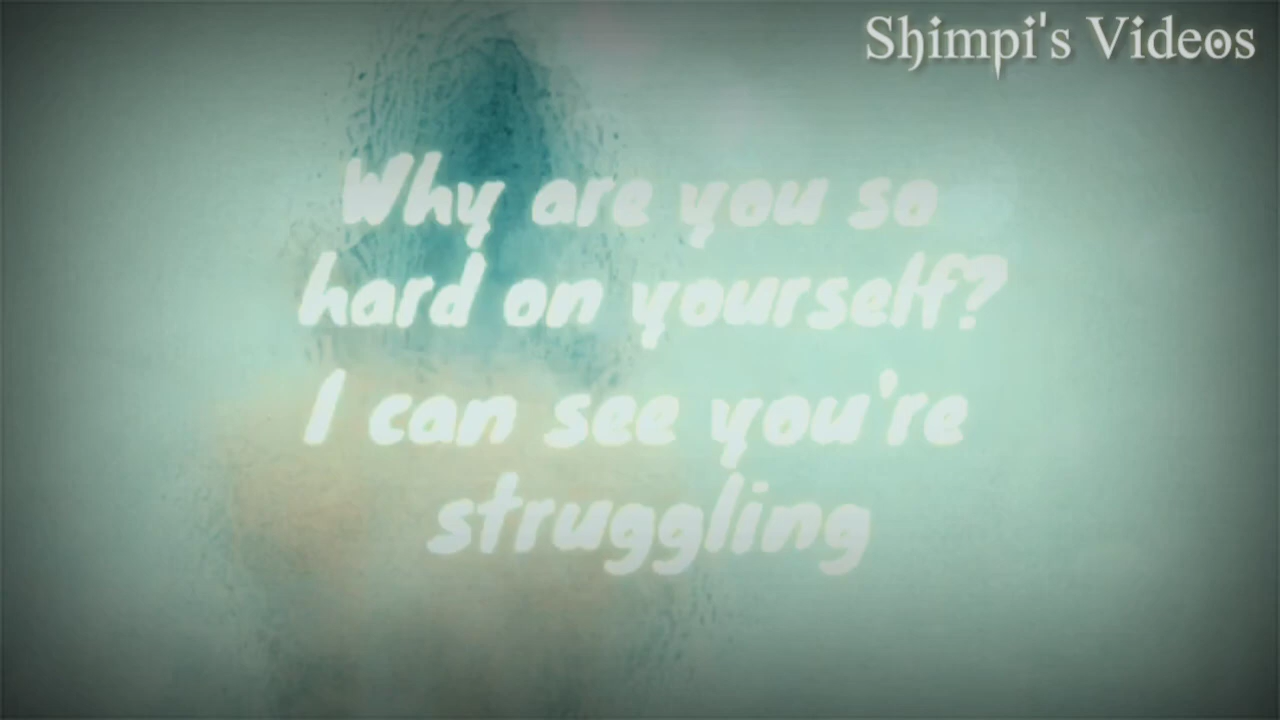 Shimpi's Videos
Why are you so
hard on yourself?
I can see you're
struggling